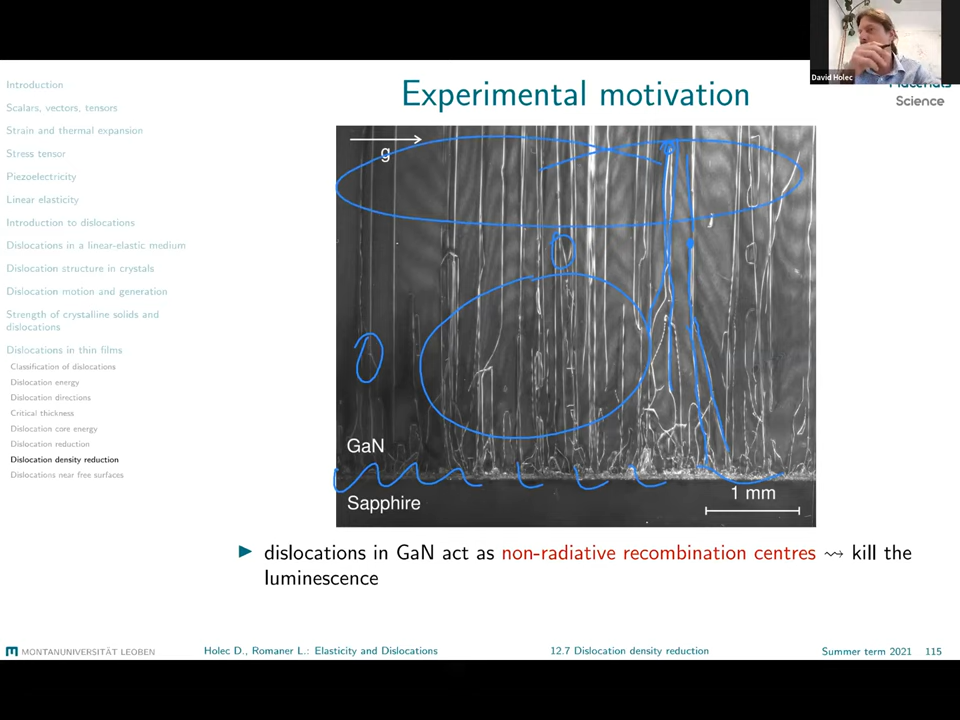 David Holec
Materials
Science
Experimental motivation
Introduction
Scalars, vectors, tensors
Strain and thermal expansion
Stress tensor
Piezoelectricity
Linear elasticity
Introduction to dislocations
Dislocations in a linear-elastic medium
Dislocation structure in crystals
Dislocation motion and generation
Strength of crystalline solids and
dislocations
Dislocations in thin films
Classification of dislocations
Dislocation energy
Dislocation directions
Critical thickness
Dislocation core energy
Dislocation reduction
Dislocation density reduction
Dislocations near free surfaces
g
GaN
Sapphire
1 mm
▶ dislocations in GaN act as non-radiative recombination centres ⇝ kill the
luminescence
MONTANUNIVERSITÄT LEOBEN
Holec D., Romaner L.: Elasticity and Dislocations
12.7 Dislocation density reduction
Summer term 2021 115